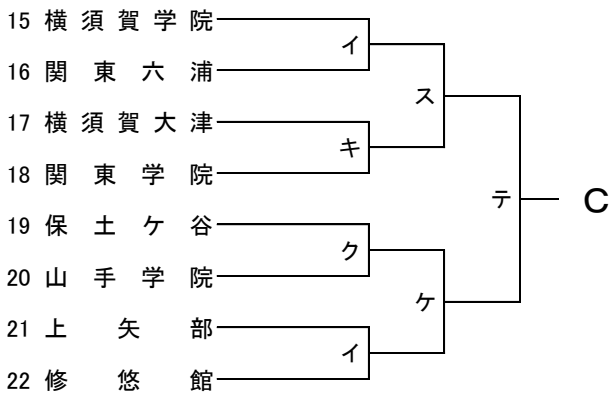 15 横須賀学院
イ
16 関東六浦
ス
17 横須賀大津
キ
18 関東学院
テ
C
19 保土ケ谷
ク
20 山手学院
ケ
21 上矢部
イ
22 修悠館